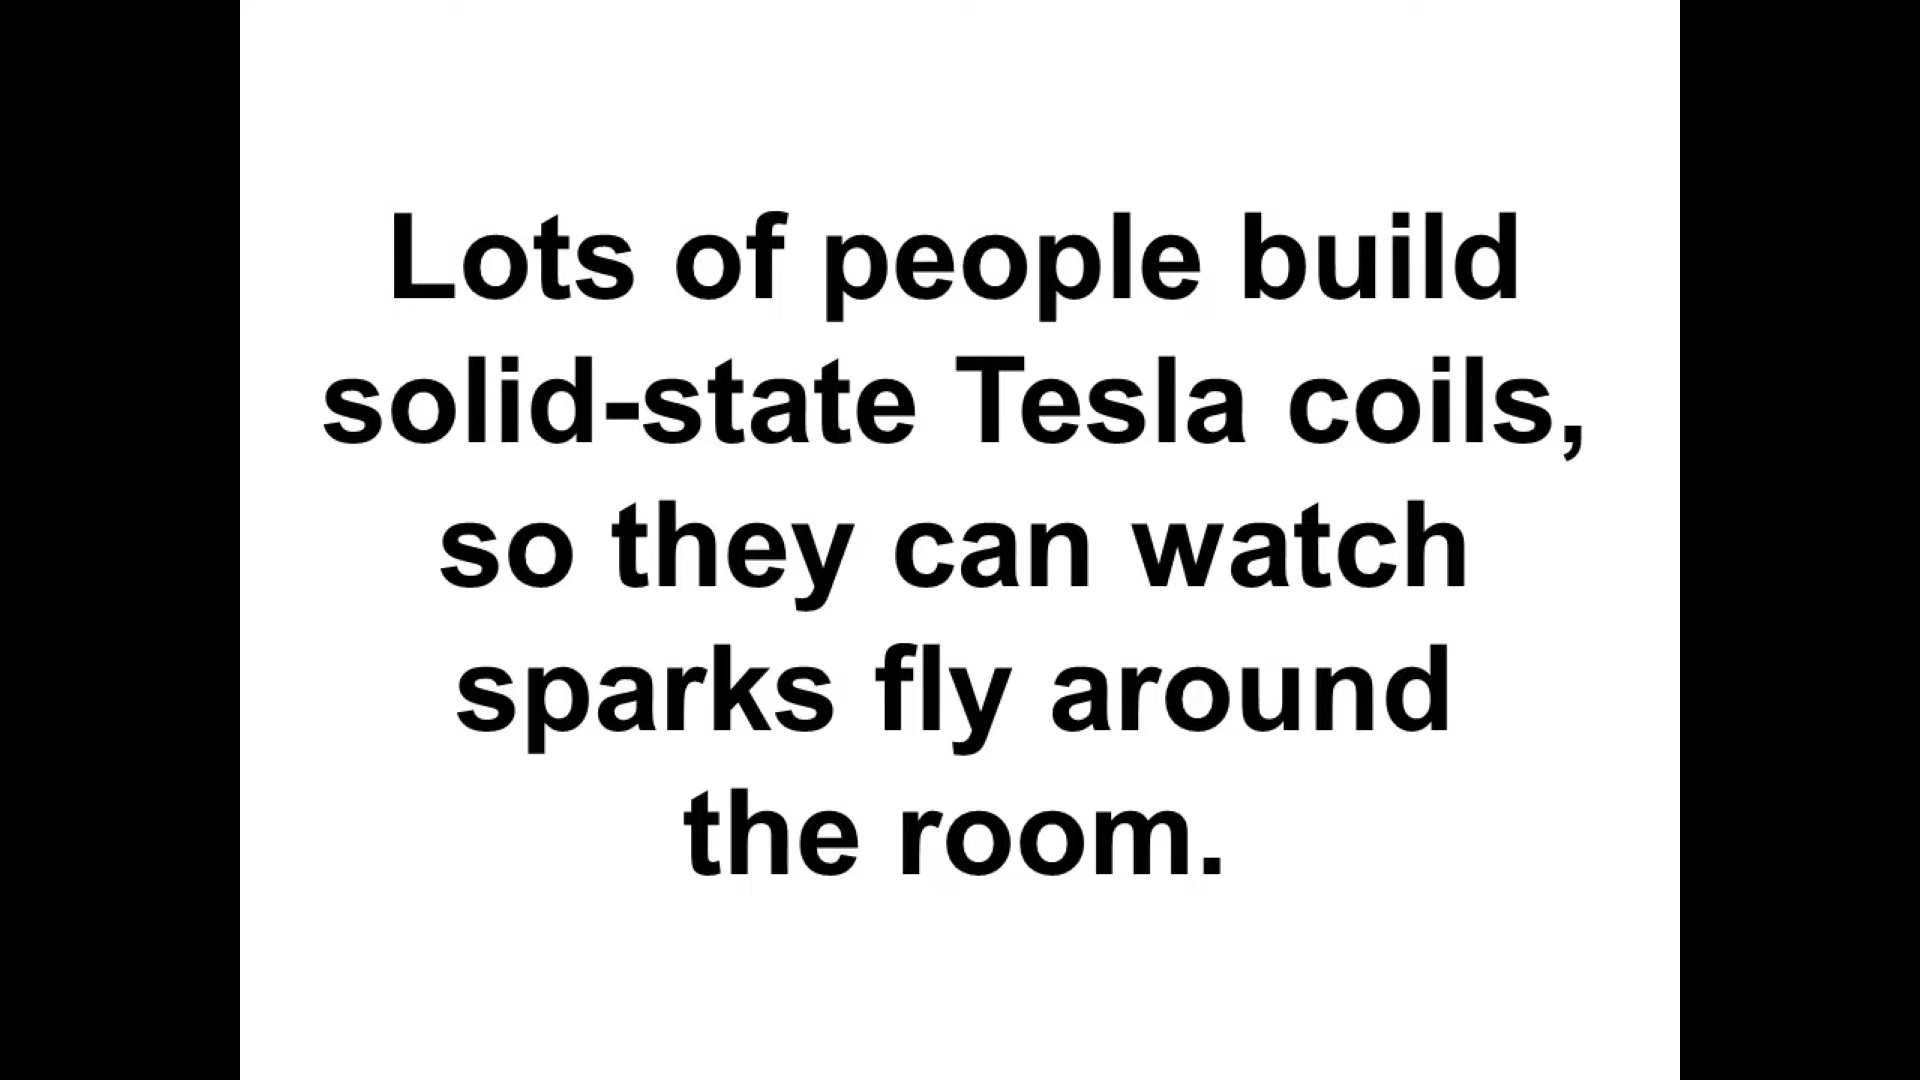 Lots of people build
solid-state Tesla coils,
so they can watch
sparks fly around
the room.